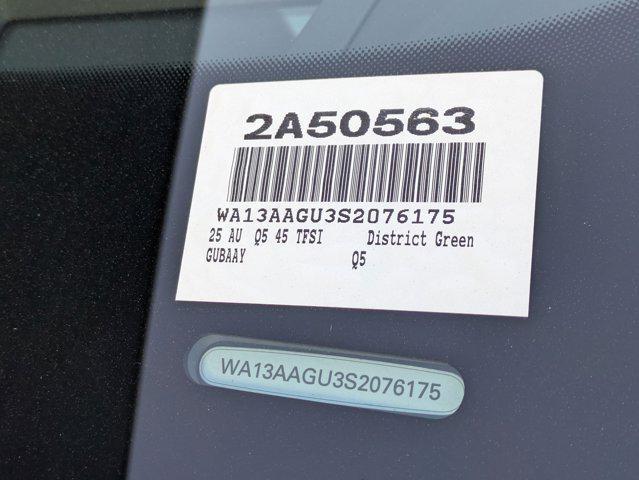 2A50563
WA13AAGU3S2076175
25 AU Q5 45 TFSI District Green
GUBAAY Q5
WA13AAGU3S2076175